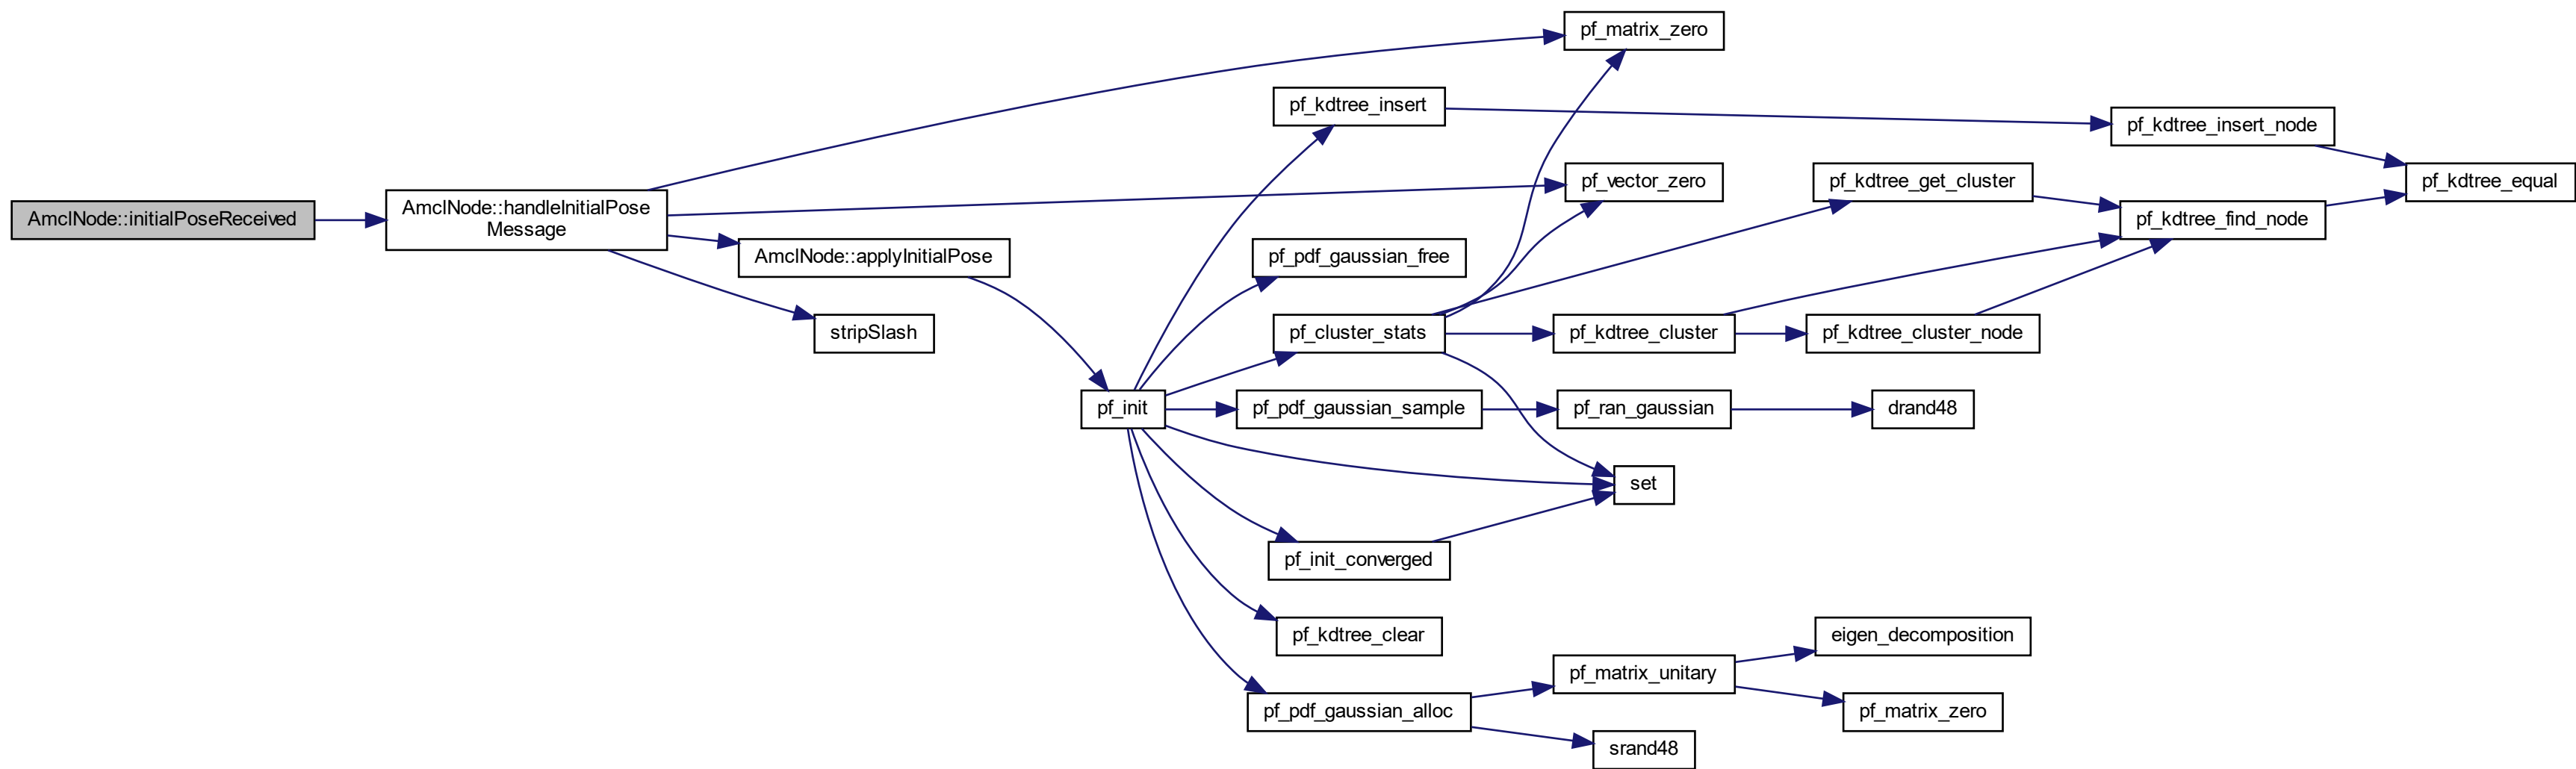 pf_matrix_zero
pf_kdtree_insert
pf_kdtree_insert_node
AmclNode::initialPoseReceived
AmclNode::handleInitialPose
Message
pf_vector_zero
pf_kdtree_get_cluster
pf_kdtree_equal
pf_kdtree_find_node
AmclNode::applyInitialPose
pf_pdf_gaussian_free
stripSlash
pf_cluster_stats
pf_kdtree_cluster
pf_kdtree_cluster_node
pf_init
pf_pdf_gaussian_sample
pf_ran_gaussian
drand48
set
pf_init_converged
pf_kdtree_clear
eigen_decomposition
pf_matrix_unitary
pf_pdf_gaussian_alloc
pf_matrix_zero
srand48